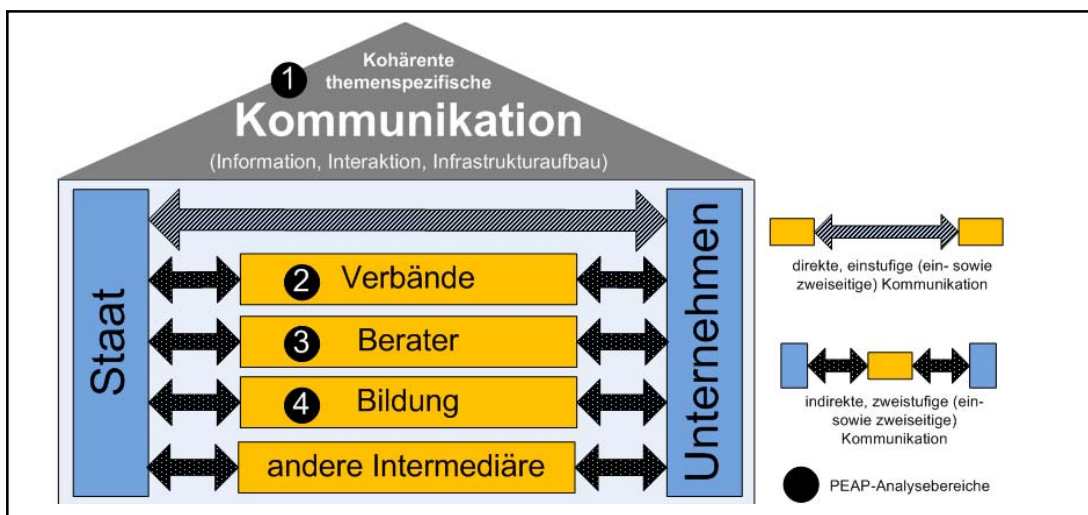 1
Kohärente
themenspezifische
Kommunikation
(Information, Interaktion, Infrastrukturaufbau)
Staat
2 Verbände
3 Berater
4 Bildung
andere Intermediäre
Unternehmen
direkte, einstufige (ein- sowie
zweiseitige) Kommunikation
indirekte, zweistufige (ein-
sowie zweiseitige)
Kommunikation
PEAP-Analysebereiche